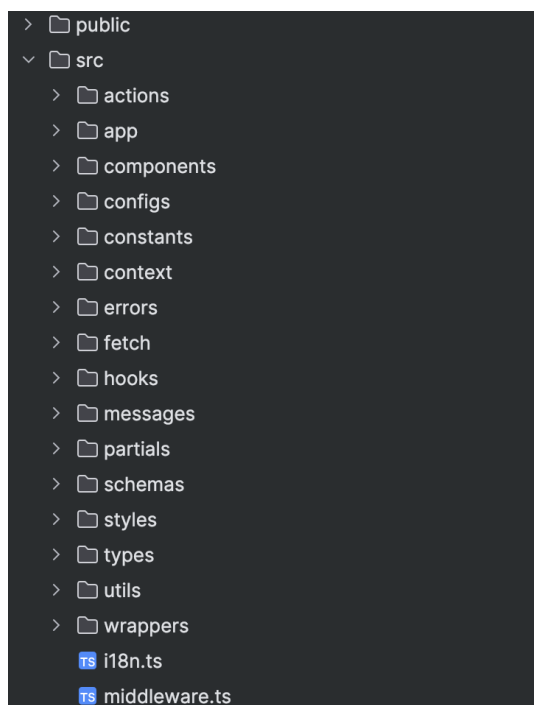 public
src
actions
app
components
configs
constants
context
errors
fetch
hooks
messages
partials
schemas
styles
types
utils
wrappers
TS i18n.ts
TS middleware.ts